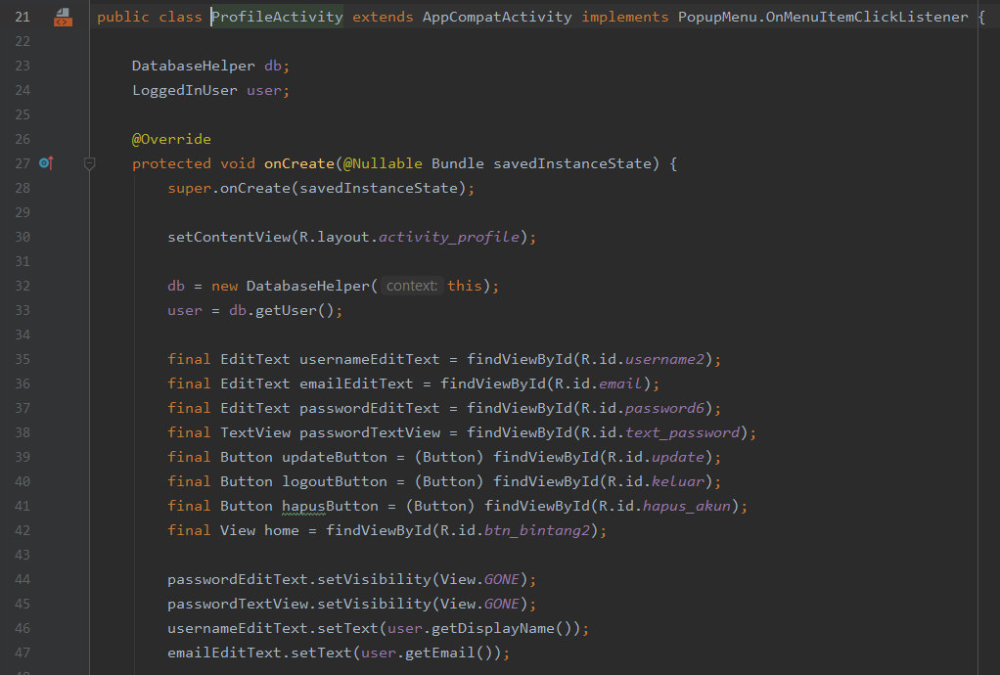 21 public class ProfileActivity extends AppCompatActivity implements PopupMenu.OnMenuItemClickListener {
22
23 DatabaseHelper db;
24 LoggedInUser user;
25
26 @Override
27 protected void onCreate(@Nullable Bundle savedInstanceState) {
28 super.onCreate(savedInstanceState);
29
30 setContentView(R.layout.activity_profile);
31
32 db = new DatabaseHelper( context: this);
33 user = db.getUser();
34
35 final EditText usernameEditText = findViewById(R.id.username2);
36 final EditText emailEditText = findViewById(R.id.email);
37 final EditText passwordEditText = findViewById(R.id.password6);
38 final TextView passwordTextView = findViewById(R.id.text_password);
39 final Button updateButton = (Button) findViewById(R.id.update);
40 final Button logoutButton = (Button) findViewById(R.id.keluar);
41 final Button hapusButton = (Button) findViewById(R.id.hapus_akun);
42 final View home = findViewById(R.id.btn_bintang2);
43
44 passwordEditText.setVisibility(View.GONE);
45 passwordTextView.setVisibility(View.GONE);
46 usernameEditText.setText(user.getDisplayName());
47 emailEditText.setText(user.getEmail());